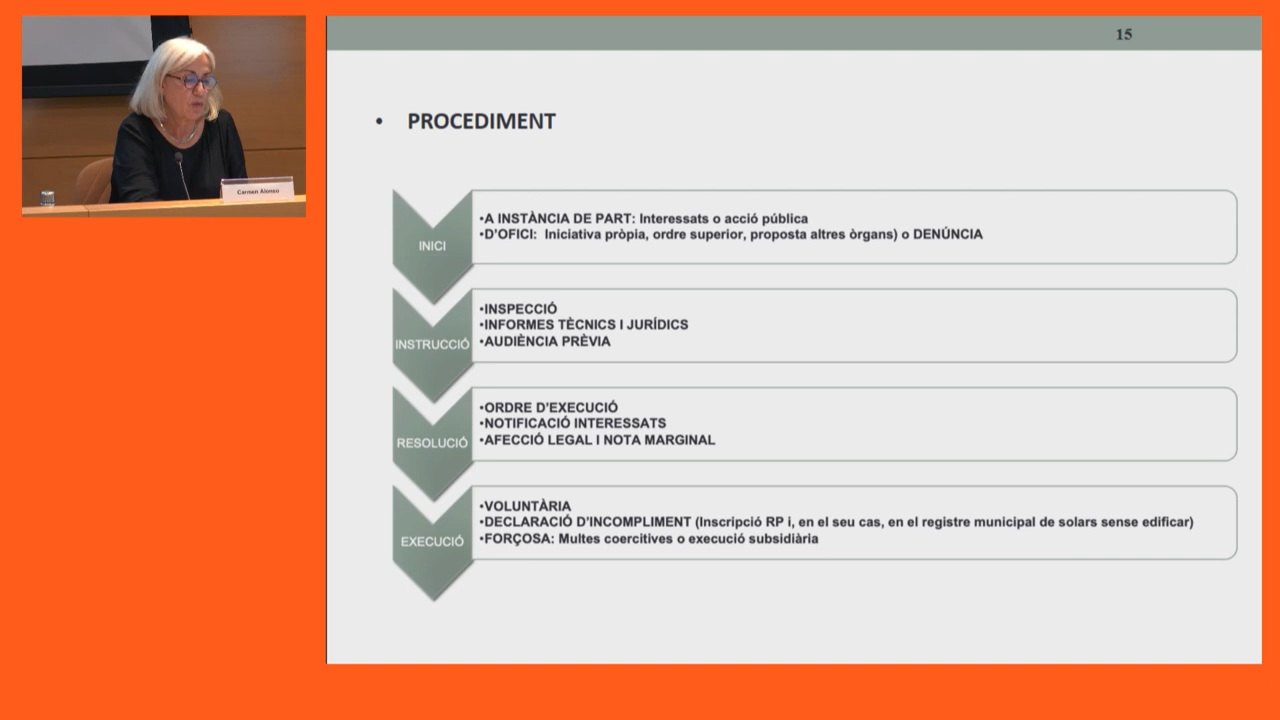 15
• PROCEDIMENT
INICI
•A INSTÀNCIA DE PART: Interessats o acció pública
•D'OFICI: Iniciativa pròpia, ordre superior, proposta altres òrgans) o DENÚNCIA
INSTRUCCIÓ
•INSPECCIÓ
•INFORMES TÈCNICS I JURÍDICS
•AUDIÈNCIA PRÈVIA
RESOLUCIÓ
•ORDRE D'EXECUCIÓ
•NOTIFICACIÓ INTERESSATS
•AFECCIÓ LEGAL I NOTA MARGINAL
EXECUCIÓ
•VOLUNTÀRIA
•DECLARACIÓ D'INCOMPLIMENT (Inscripció RP i, en el seu cas, en el registre municipal de solars sense edificar)
•FORÇOSA: Multes coercitives o execució subsidiària
Carmen Alonso